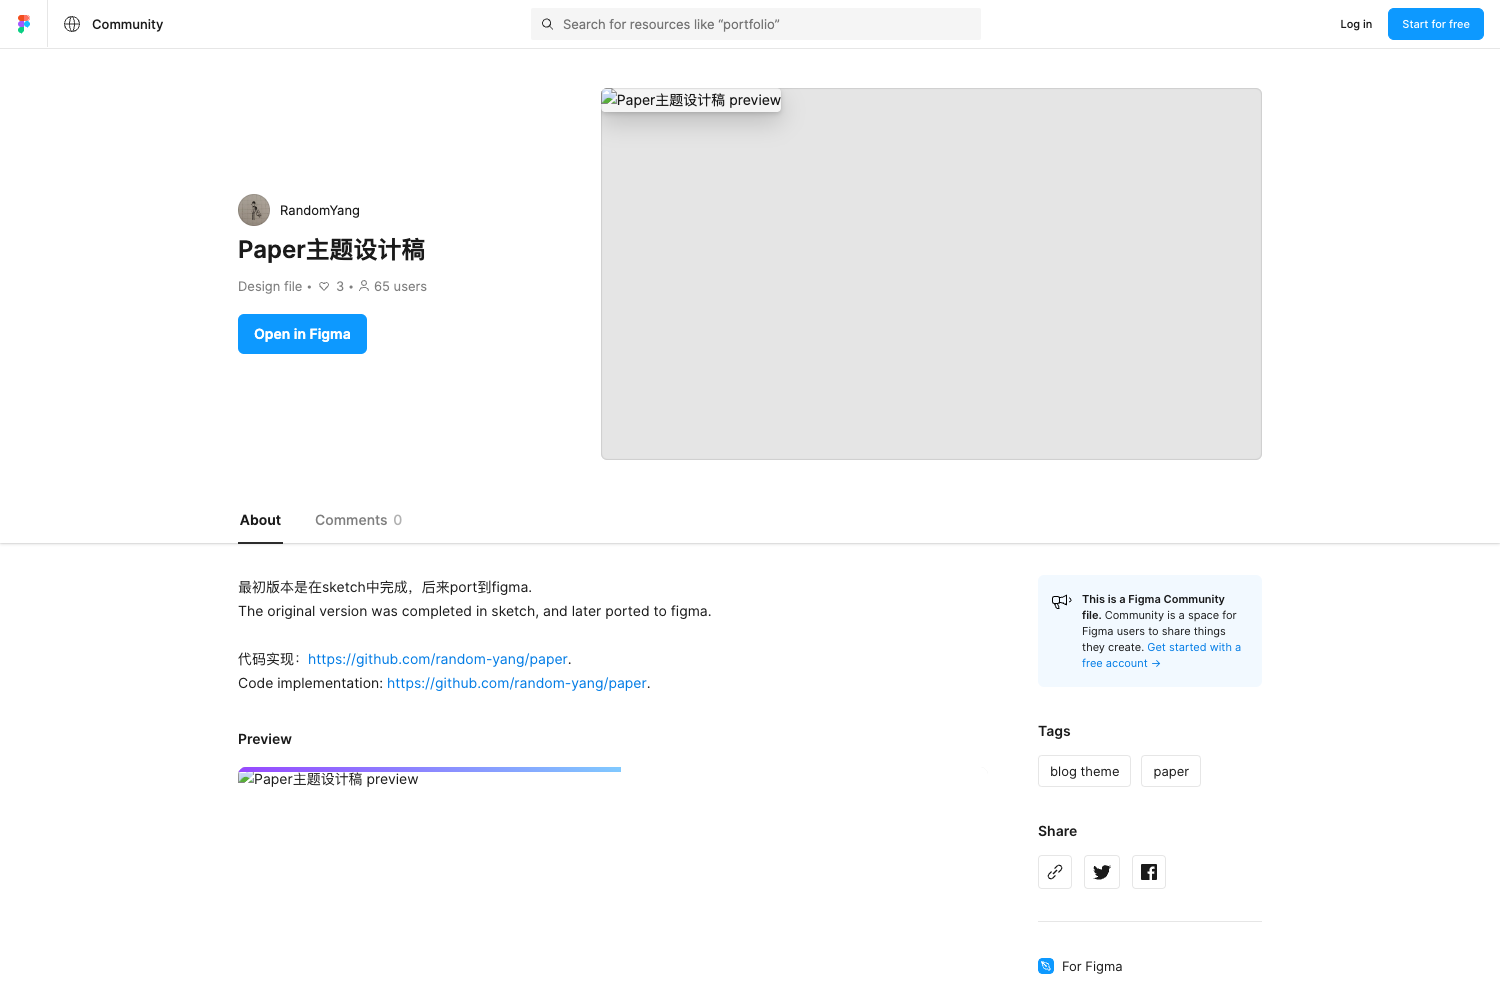 Community
Search for resources like “portfolio”
Log in
Start for free
Paper主题设计稿 preview
RandomYang
Paper主题设计稿
Design file • 3 • 65 users
Open in Figma
About
Comments 0
最初版本是在sketch中完成，后来port到figma.
The original version was completed in sketch, and later ported to figma.
代码实现：https://github.com/random-yang/paper.
Code implementation: https://github.com/random-yang/paper.
Preview
Paper主题设计稿 preview
This is a Figma Community
file. Community is a space for
Figma users to share things
they create. Get started with a
free account →
Tags
blog theme
paper
Share
For Figma